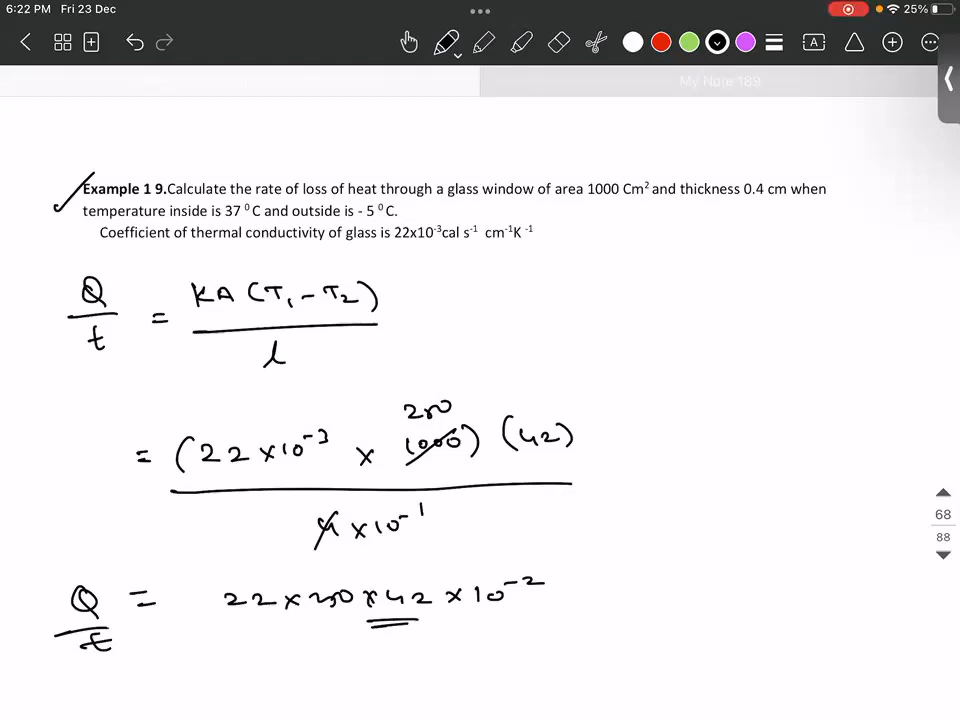 6:22 PM Fri 23 Dec
25%
A
My Note 189
Example 1 9.Calculate the rate of loss of heat through a glass window of area 1000 Cm² and thickness 0.4 cm when
temperature inside is 37 ⁰ C and outside is - 5 ⁰ C.
Coefficient of thermal conductivity of glass is 22x10⁻³cal s⁻¹ cm⁻¹K ⁻¹
Q/t = KA (T₁ - T₂) / l
250
= (22 × 10⁻³ × 1000) (42) / 4 × 10⁻¹
Q/t = 22 × 250 × 42 × 10⁻²
68
88